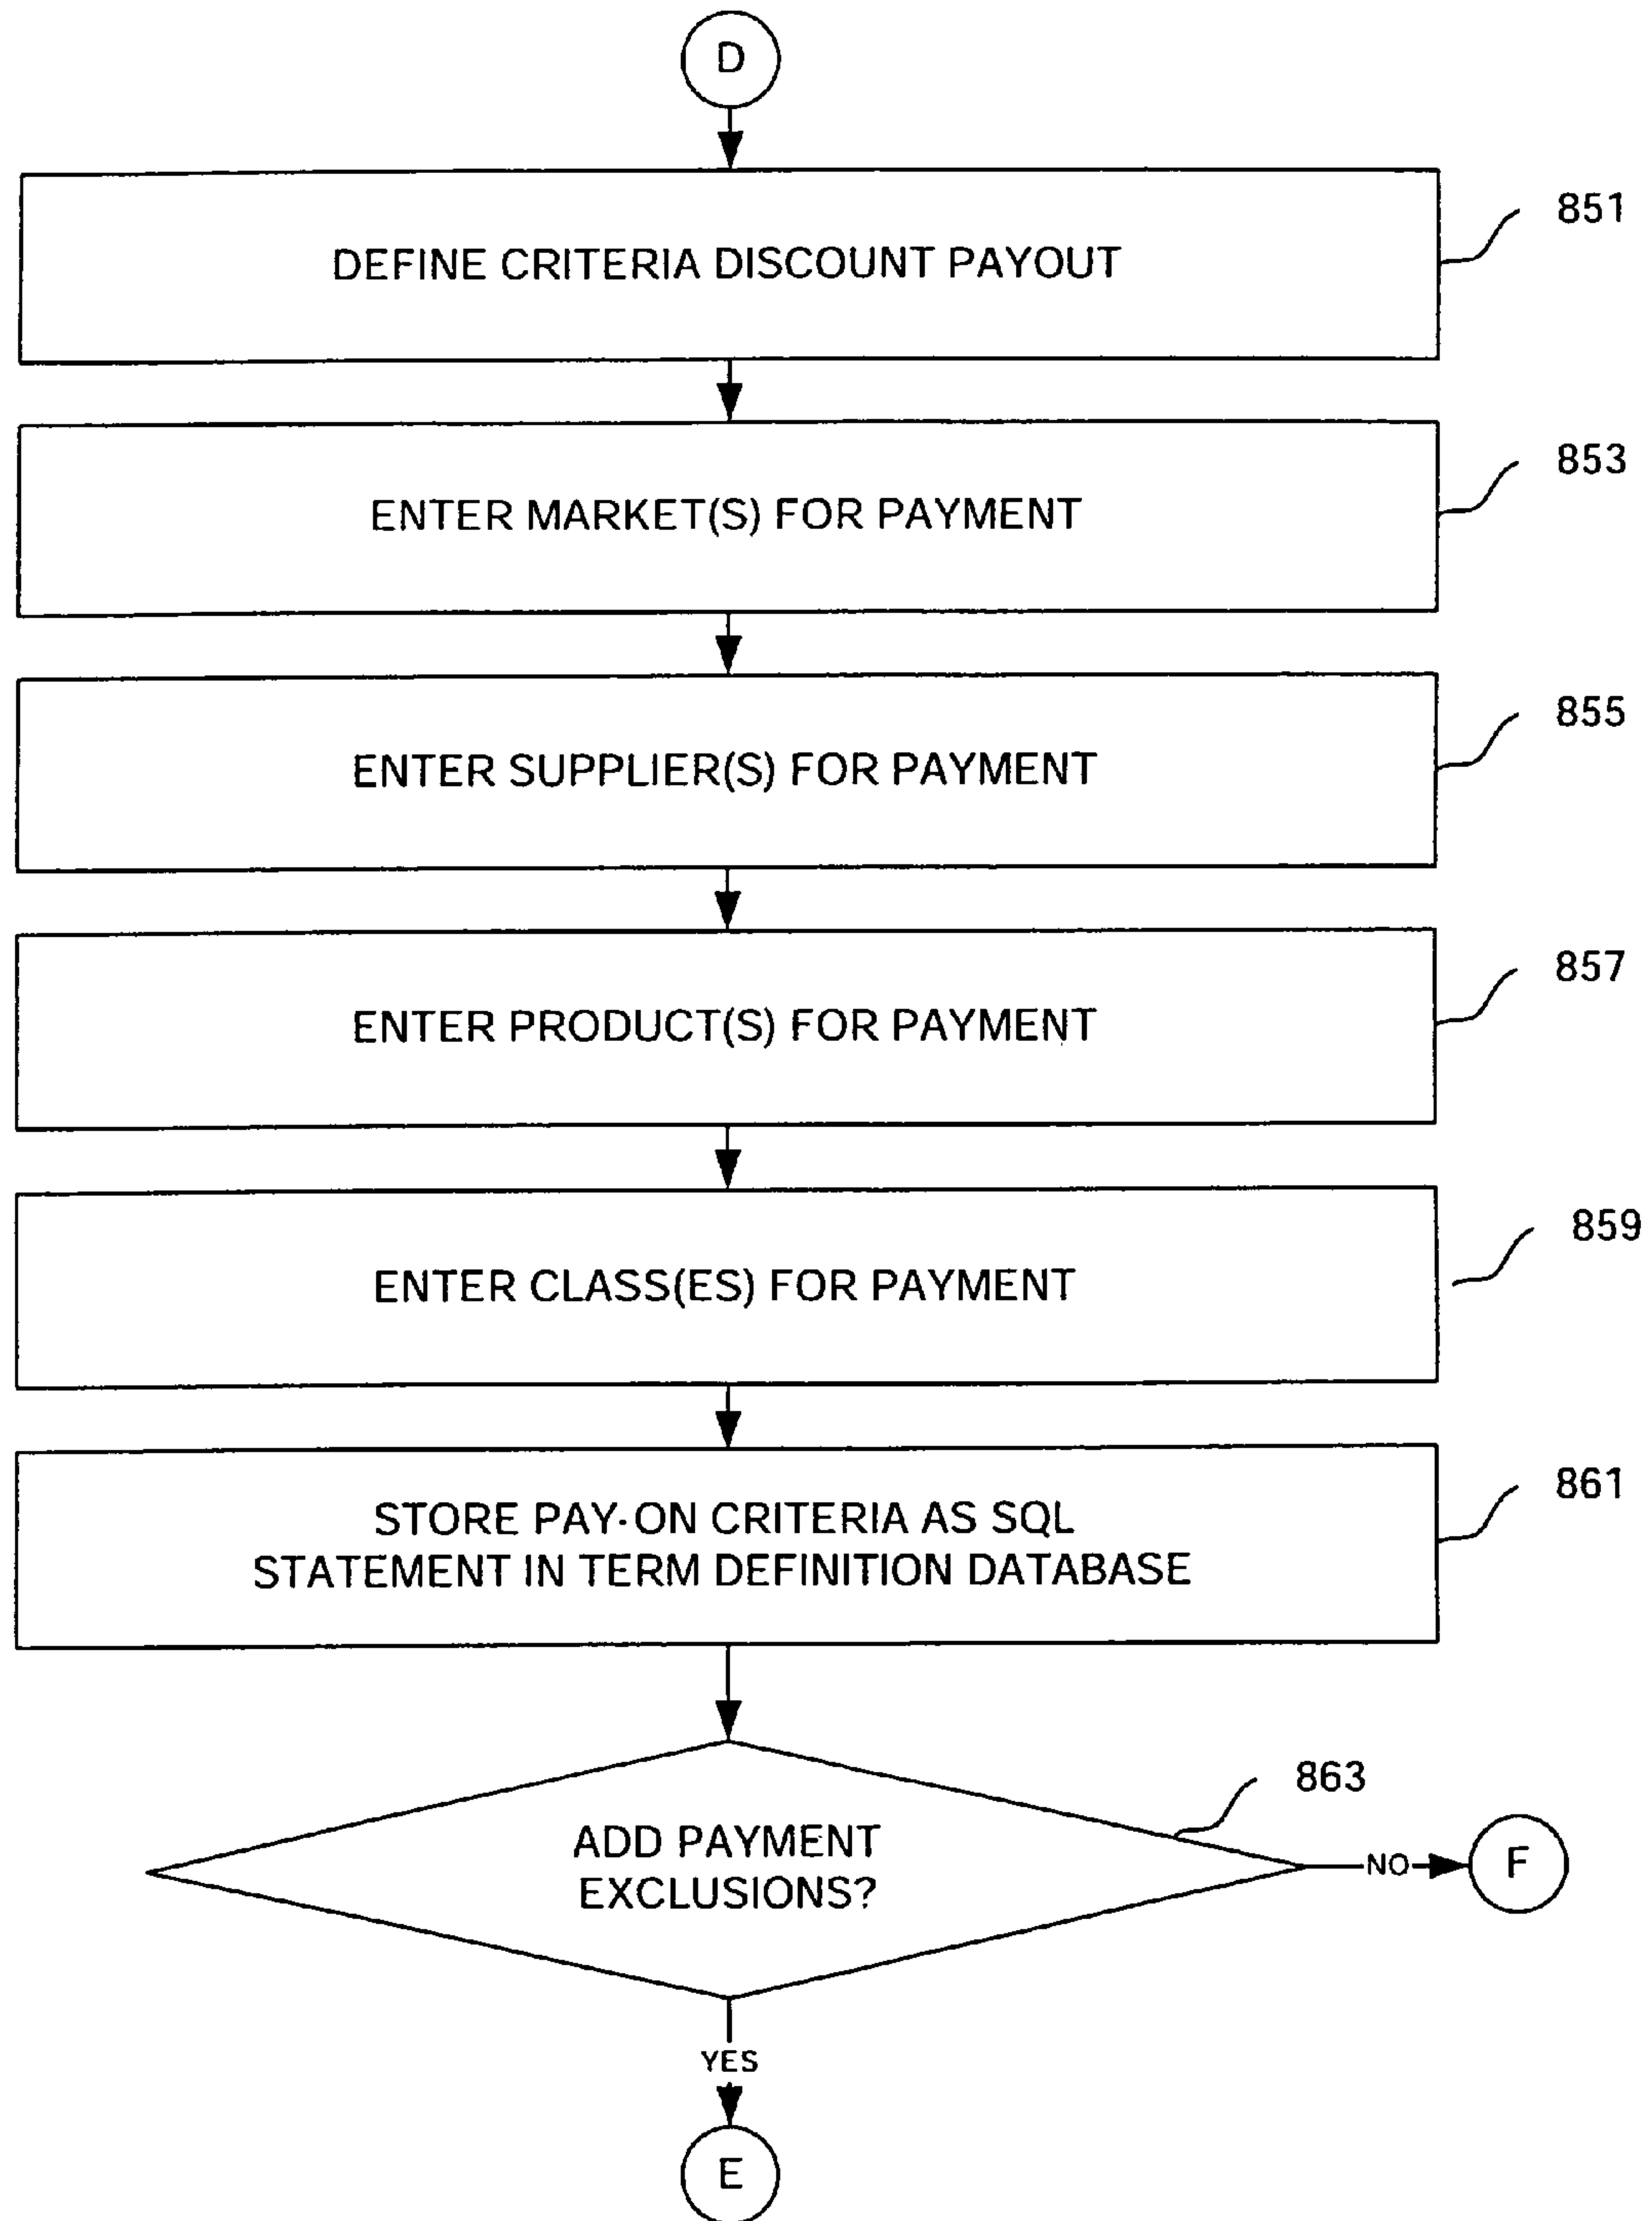 D
DEFINE CRITERIA DISCOUNT PAYOUT
851
ENTER MARKET(S) FOR PAYMENT
853
ENTER SUPPLIER(S) FOR PAYMENT
855
ENTER PRODUCT(S) FOR PAYMENT
857
ENTER CLASS(ES) FOR PAYMENT
859
STORE PAY-ON CRITERIA AS SQL
STATEMENT IN TERM DEFINITION DATABASE
861
ADD PAYMENT
EXCLUSIONS?
863
NO
F
YES
E